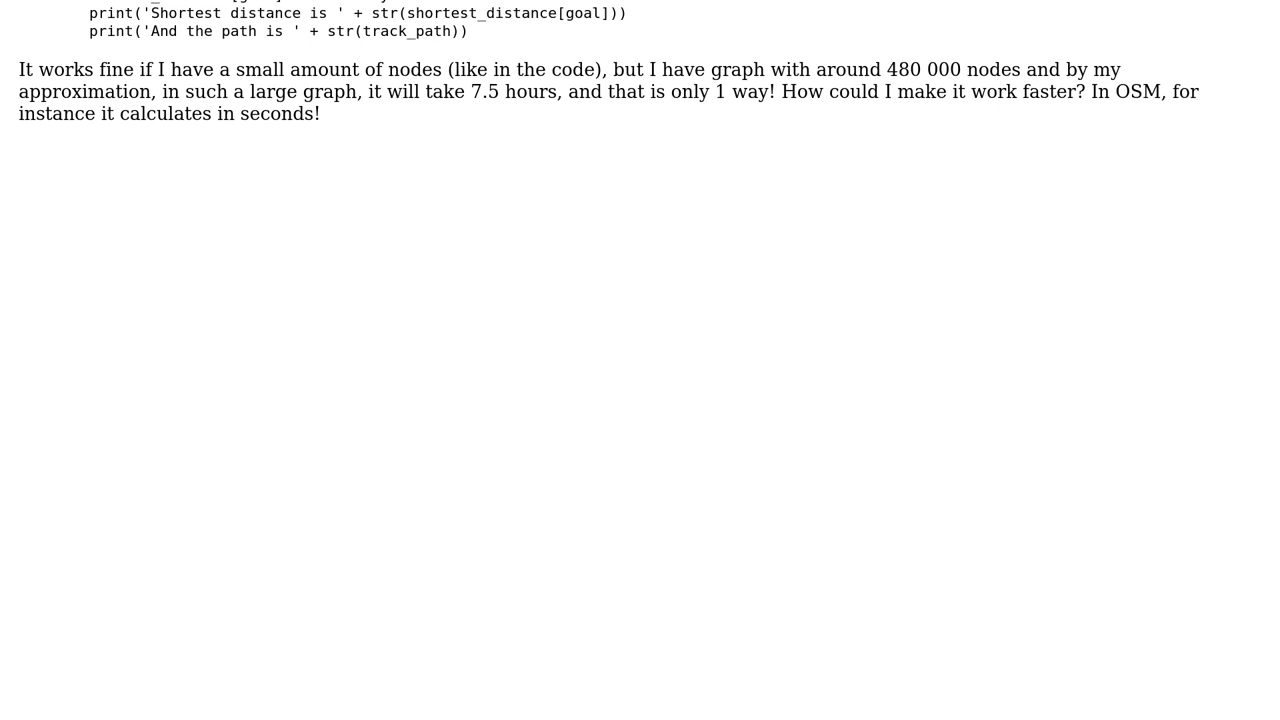 print('Shortest distance is ' + str(shortest_distance[goal]))
print('And the path is ' + str(track_path))
It works fine if I have a small amount of nodes (like in the code), but I have graph with around 480 000 nodes and by my
approximation, in such a large graph, it will take 7.5 hours, and that is only 1 way! How could I make it work faster? In OSM, for
instance it calculates in seconds!